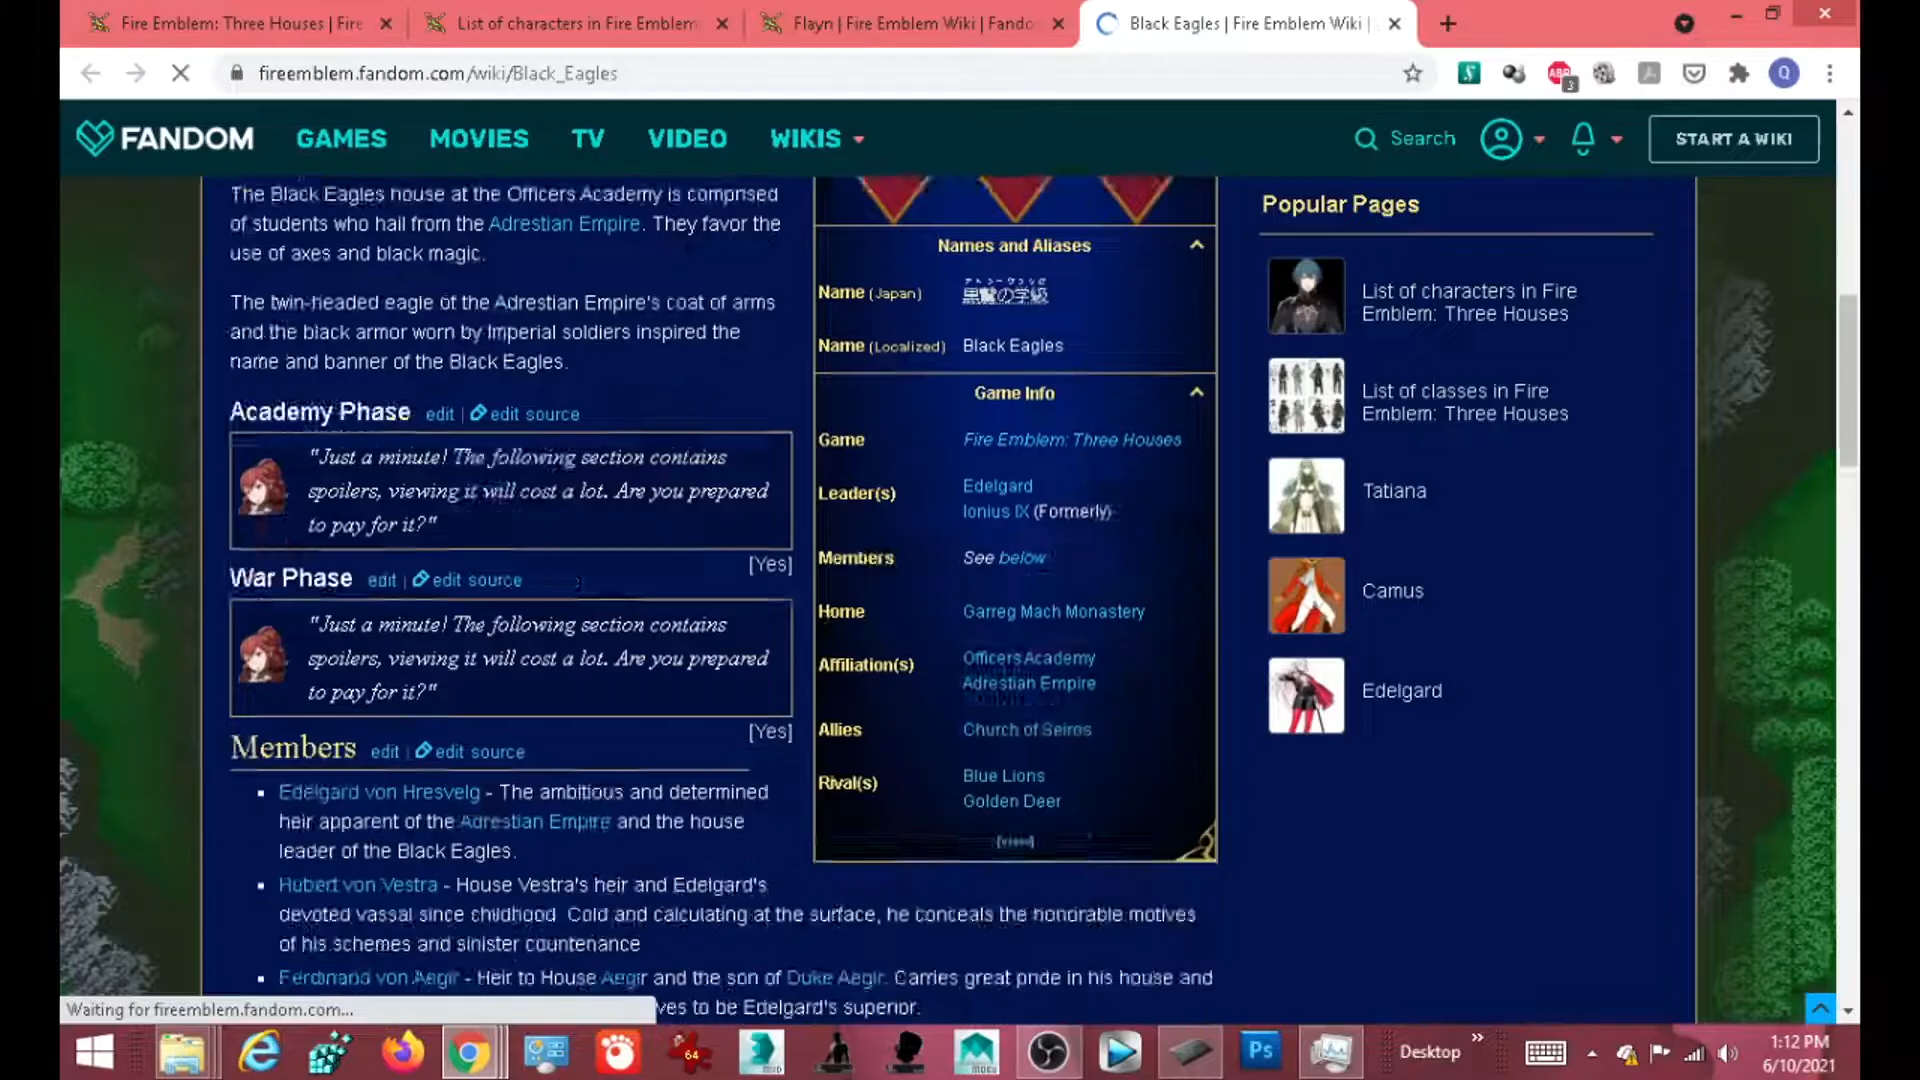 Fire Emblem: Three Houses | Fire
List of characters in Fire Emblem
Flayn | Fire Emblem Wiki | Fando
Black Eagles | Fire Emblem Wiki |
fireemblem.fandom.com/wiki/Black_Eagles
ABP
3
Q
FANDOM
GAMES
MOVIES
TV
VIDEO
WIKIS
Search
START A WIKI
The Black Eagles house at the Officers Academy is comprised
of students who hail from the Adrestian Empire. They favor the
use of axes and black magic.
The twin-headed eagle of the Adrestian Empire's coat of arms
and the black armor worn by Imperial soldiers inspired the
name and banner of the Black Eagles.
Academy Phase edit | edit source
"Just a minute! The following section contains
spoilers, viewing it will cost a lot. Are you prepared
to pay for it?"
[Yes]
War Phase edit | edit source
"Just a minute! The following section contains
spoilers, viewing it will cost a lot. Are you prepared
to pay for it?"
[Yes]
Members edit | edit source
Edelgard von Hresvelg - The ambitious and determined
heir apparent of the Adrestian Empire and the house
leader of the Black Eagles.
Hubert von Vestra - House Vestra's heir and Edelgard's
devoted vassal since childhood. Cold and calculating at the surface, he conceals the honorable motives
of his schemes and sinister countenance
Ferdinand von Aegir - Heir to House Aegir and the son of Duke Aegir. Carries great pride in his house and
ves to be Edelgard's superior.
Names and Aliases
Name (Japan) 黒鷲の学級
Name (Localized) Black Eagles
Game Info
Game Fire Emblem: Three Houses
Leader(s) Edelgard
Ionius IX (Formerly)
Members See below
Home Garreg Mach Monastery
Affiliation(s) Officers Academy
Adrestian Empire
Allies Church of Seiros
Rival(s) Blue Lions
Golden Deer
Popular Pages
List of characters in Fire
Emblem: Three Houses
List of classes in Fire
Emblem: Three Houses
Tatiana
Camus
Edelgard
Waiting for fireemblem.fandom.com...
64
Ps
Desktop
1:12 PM
6/10/2021